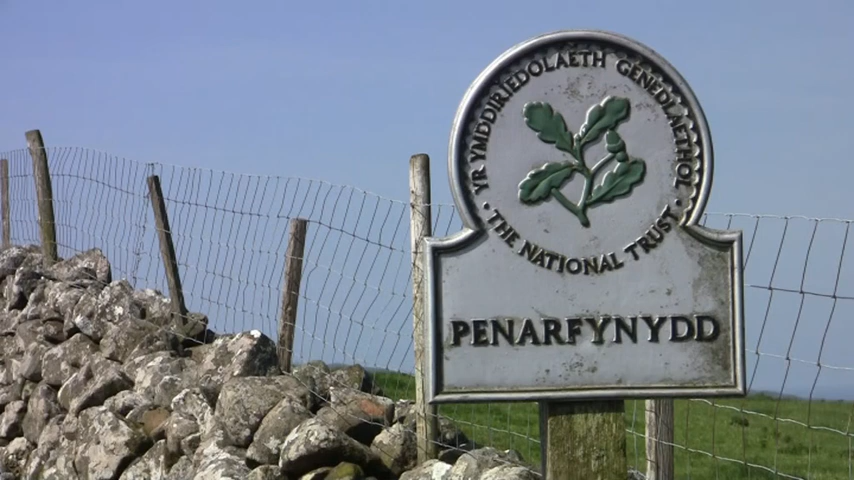 YR YMDDIRIEDOLAETH GENEDLAETHOL
• THE NATIONAL TRUST •
PENARFYNYDD